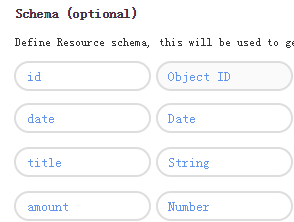 Schema (optional)
Define Resource schema, this will be used to
id Object ID
date Date
title String
amount Number